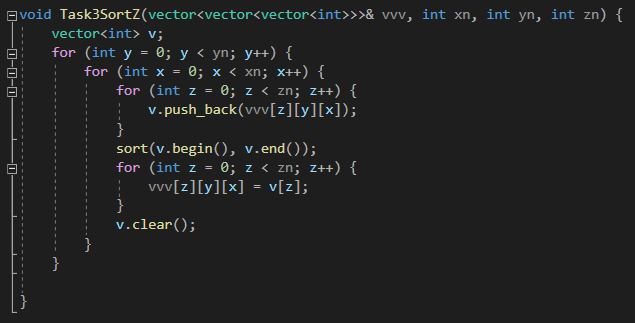 void Task3SortZ(vector<vector<vector<int>>>& vvv, int xn, int yn, int zn) {
    vector<int> v;
    for (int y = 0; y < yn; y++) {
        for (int x = 0; x < xn; x++) {
            for (int z = 0; z < zn; z++) {
                v.push_back(vvv[z][y][x]);
            }
            sort(v.begin(), v.end());
            for (int z = 0; z < zn; z++) {
                vvv[z][y][x] = v[z];
            }
            v.clear();
        }
    }
}